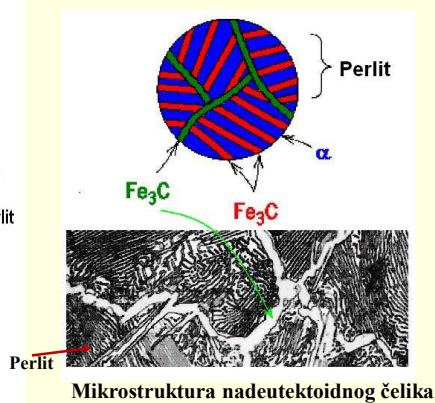 Perlit
α
Fe₃C
Fe₃C
lit
Perlit
Mikrostruktura nadeutektoidnog čelika